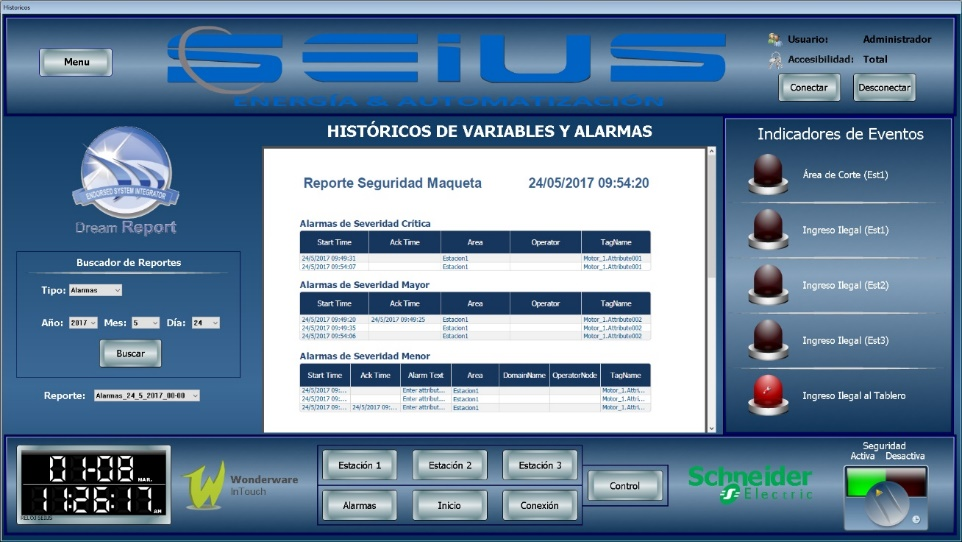 Históricos
Menu
SEIUS
ENERGÍA & AUTOMATIZACIÓN
Usuario: Administrador
Accesibilidad: Total
Conectar Desconectar
ENDORSED SYSTEM INTEGRATOR
Dream Report
Buscador de Reportes
Tipo: Alarmas
Año: 2017 Mes: 5 Día: 24
Buscar
Reporte: Alarmas_24_5_2017_00-00
HISTÓRICOS DE VARIABLES Y ALARMAS
Reporte Seguridad Maqueta 24/05/2017 09:54:20
Alarmas de Severidad Crítica
Start Time Ack Time Area Operator TagName
24/5/2017 09:49:31 Estacion1 Motor_1.Attribute001
24/5/2017 09:54:07 Estacion1 Motor_1.Attribute001
Alarmas de Severidad Mayor
Start Time Ack Time Area Operator TagName
24/5/2017 09:49:20 24/5/2017 09:49:25 Estacion1 Motor_1.Attribute002
24/5/2017 09:49:35 Estacion1 Motor_1.Attribute002
24/5/2017 09:54:06 Estacion1 Motor_1.Attribute002
Alarmas de Severidad Menor
Start Time Ack Time Alarm Text Area DomainName OperatorNode TagName
24/5/2017 09:... Enter attribut... Estacion1 Motor_1.Attri...
24/5/2017 09:... Enter attribut... Estacion1 Motor_1.Attri...
24/5/2017 09:... 24/5/2017 09:... Enter attribut... Estacion1 Motor_1.Attri...
Indicadores de Eventos
Área de Corte (Est1)
Ingreso Ilegal (Est1)
Ingreso Ilegal (Est2)
Ingreso Ilegal (Est3)
Ingreso Ilegal al Tablero
01-08 MAR.
11:26:17 AM
RELOJ SEIUS
Wonderware
InTouch
Estación 1 Estación 2 Estación 3
Alarmas Inicio Conexión
Control
Schneider
Electric
Seguridad
Activa Desactiva